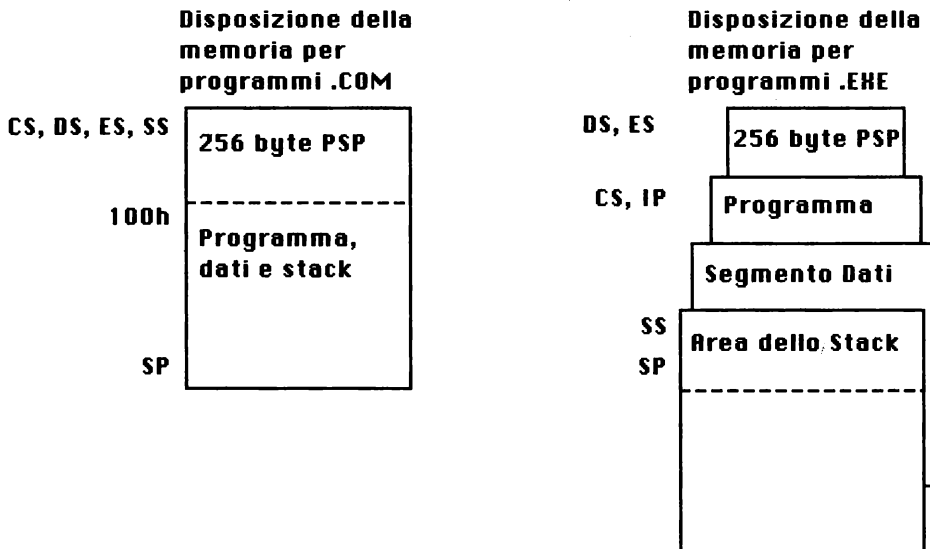 Disposizione della
memoria per
programmi .COM
CS, DS, ES, SS
256 byte PSP
100h
Programma,
dati e stack
SP
Disposizione della
memoria per
programmi .EXE
DS, ES
256 byte PSP
CS, IP
Programma
Segmento Dati
SS
Area dello Stack
SP